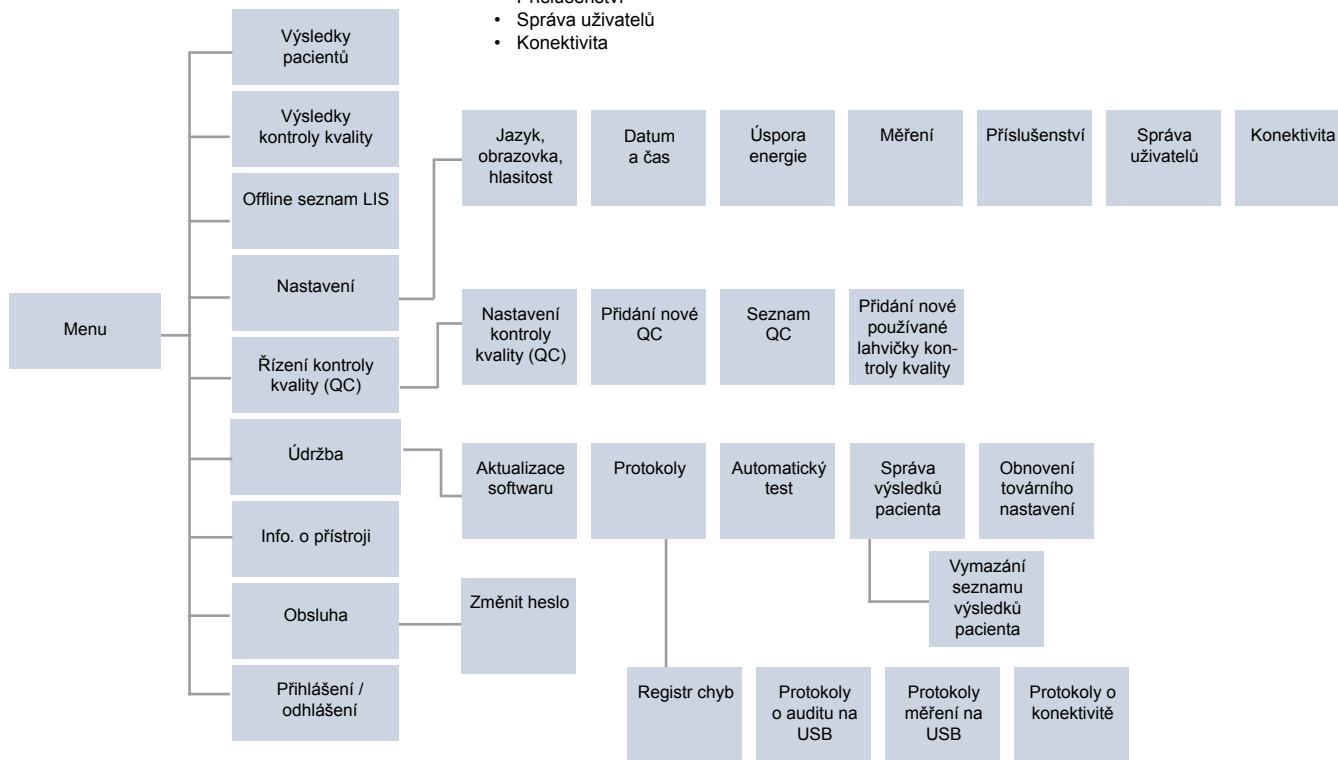 Příslušenství
• Správa uživatelů
• Konektivita
Menu
Výsledky
pacientů
Výsledky
kontroly kvality
Offline seznam LIS
Nastavení
Řízení kontroly
kvality (QC)
Údržba
Info. o přístroji
Obsluha
Přihlášení /
odhlášení
Jazyk,
obrazovka,
hlasitost
Datum
a čas
Úspora
energie
Měření
Příslušenství
Správa
uživatelů
Konektivita
Nastavení
kontroly
kvality (QC)
Přidání nové
QC
Seznam
QC
Přidání nové
používané
lahvičky kon-
troly kvality
Aktualizace
softwaru
Protokoly
Automatický
test
Správa
výsledků
pacienta
Obnovení
továrního
nastavení
Vymazání
seznamu
výsledků
pacienta
Změnit heslo
Registr chyb
Protokoly
o auditu na
USB
Protokoly
měření na
USB
Protokoly o
konektivitě